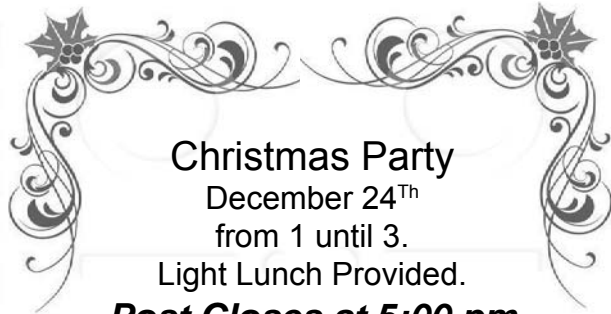 Christmas Party
December 24Th
from 1 until 3.
Light Lunch Provided.
Post Closes at 5:00 pm